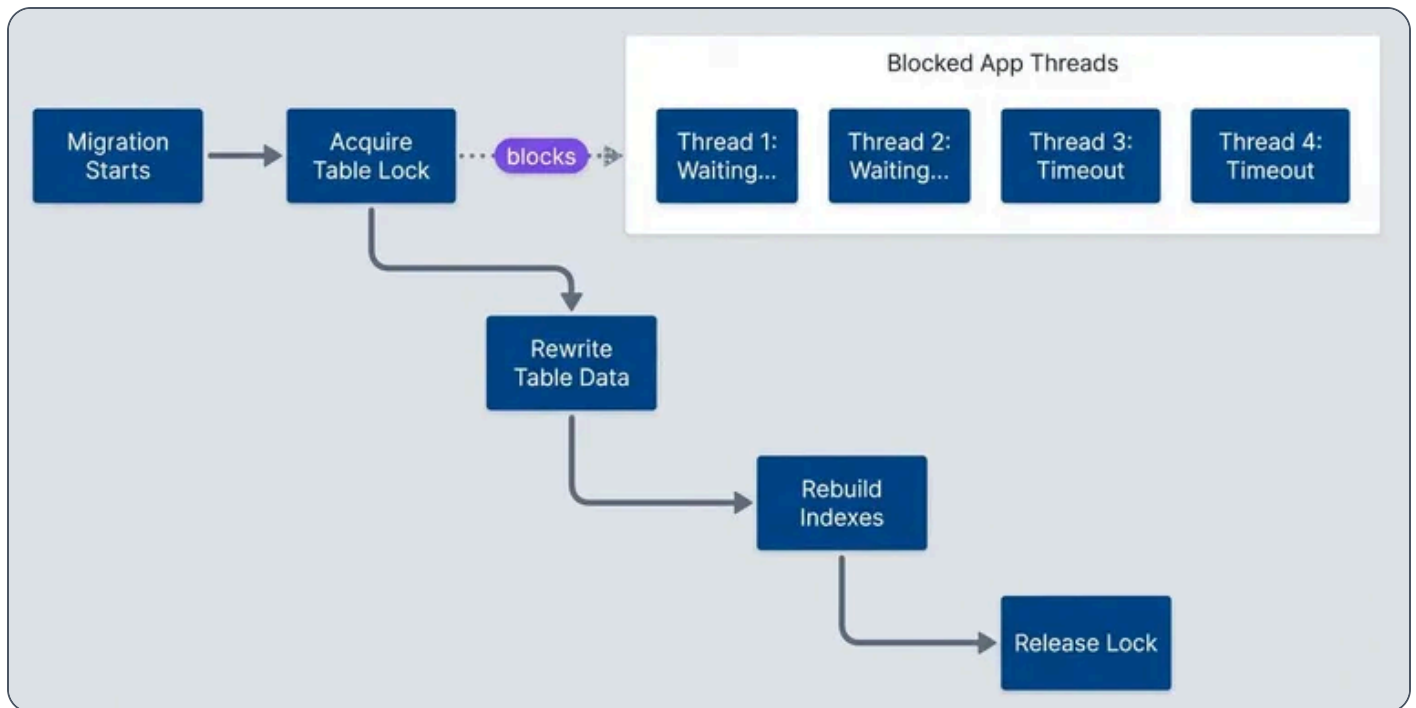 Blocked App Threads
Migration
Starts
Acquire
Table Lock
blocks
Thread 1:
Waiting...
Thread 2:
Waiting...
Thread 3:
Timeout
Thread 4:
Timeout
Rewrite
Table Data
Rebuild
Indexes
Release Lock